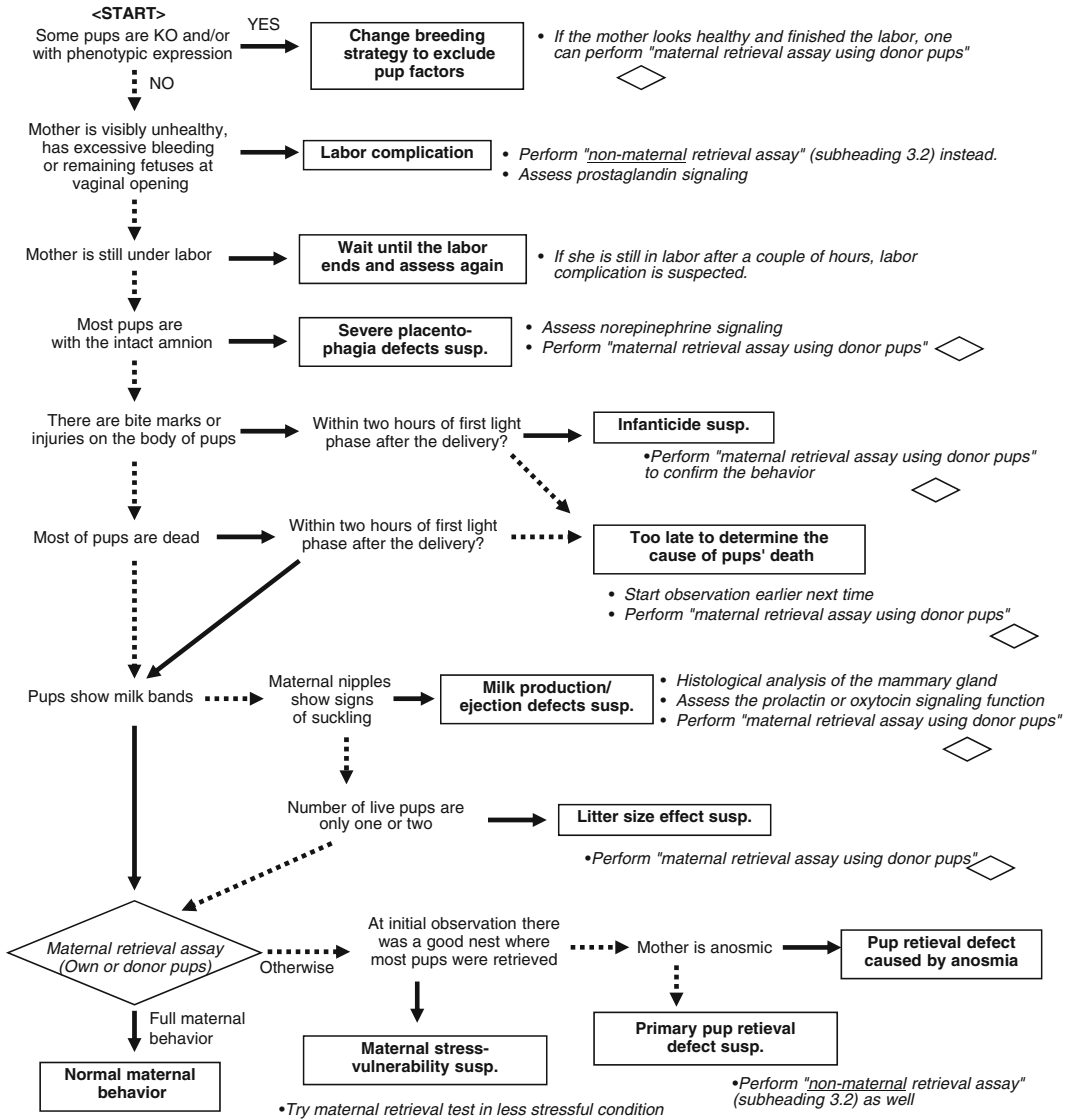 <START>
Some pups are KO and/or
with phenotypic expression
YES
NO
Change breeding
strategy to exclude
pup factors
• If the mother looks healthy and finished the labor, one
can perform "maternal retrieval assay using donor pups"
Mother is visibly unhealthy,
has excessive bleeding
or remaining fetuses at
vaginal opening
Labor complication
• Perform "non-maternal retrieval assay" (subheading 3.2) instead.
• Assess prostaglandin signaling
Mother is still under labor
Wait until the labor
ends and assess again
• If she is still in labor after a couple of hours, labor
complication is suspected.
Most pups are
with the intact amnion
Severe placento-
phagia defects susp.
• Assess norepinephrine signaling
• Perform "maternal retrieval assay using donor pups"
There are bite marks or
injuries on the body of pups
Within two hours of first light
phase after the delivery?
Infanticide susp.
•Perform "maternal retrieval assay using donor pups"
to confirm the behavior
Most of pups are dead
Within two hours of first light
phase after the delivery?
Too late to determine the
cause of pups' death
• Start observation earlier next time
• Perform "maternal retrieval assay using donor pups"
Pups show milk bands
Maternal nipples
show signs
of suckling
Milk production/
ejection defects susp.
• Histological analysis of the mammary gland
• Assess the prolactin or oxytocin signaling function
• Perform "maternal retrieval assay using donor pups"
Number of live pups are
only one or two
Litter size effect susp.
•Perform "maternal retrieval assay using donor pups"
Maternal retrieval assay
(Own or donor pups)
Otherwise
At initial observation there
was a good nest where
most pups were retrieved
Mother is anosmic
Pup retrieval defect
caused by anosmia
Full maternal
behavior
Normal maternal
behavior
Maternal stress-
vulnerability susp.
•Try maternal retrieval test in less stressful condition
Primary pup retieval
defect susp.
•Perform "non-maternal retrieval assay"
(subheading 3.2) as well